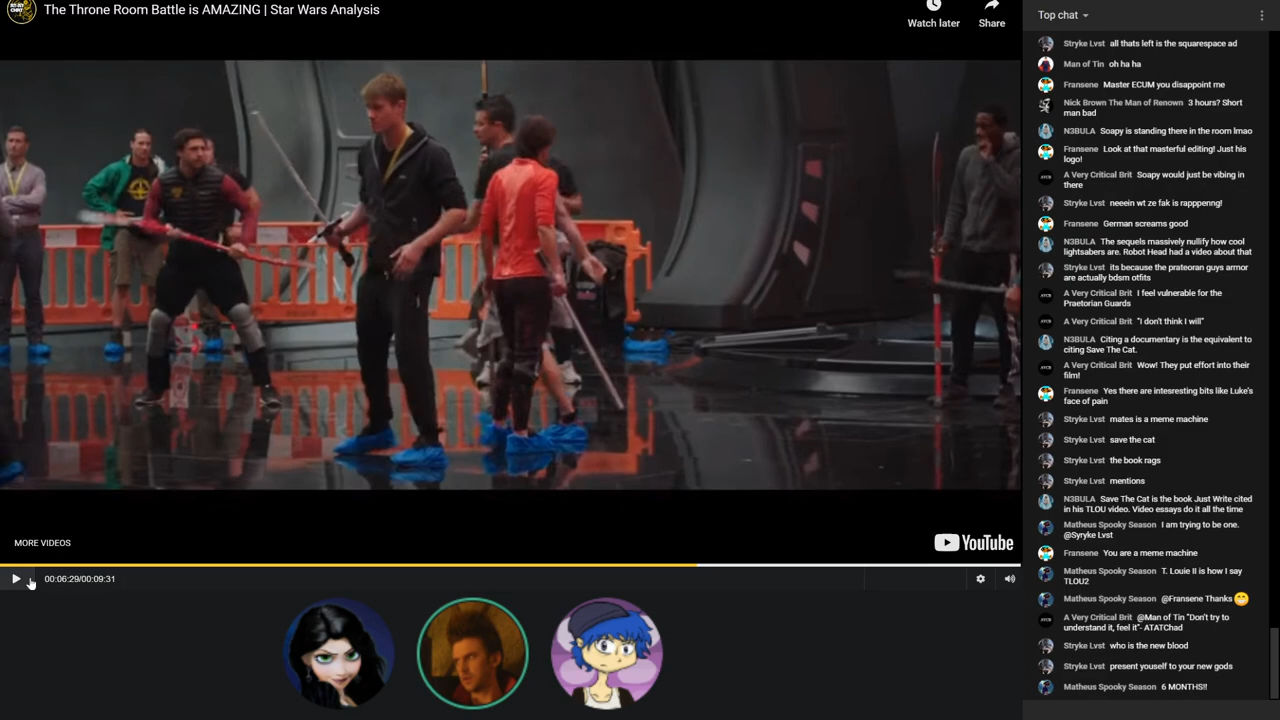 The Throne Room Battle is AMAZING | Star Wars Analysis
Watch later
Share
MORE VIDEOS
YouTube
00:06:29/00:09:31
Top chat
Stryke Lvst all thats left is the squarespace ad
Man of Tin oh ha ha
Fransene Master ECUM you disappoint me
Nick Brown The Man of Renown 3 hours? Short
man bad
N3BULA Soapy is standing there in the room lmao
Fransene Look at that masterful editing! Just his
logo!
A Very Critical Brit Soapy would just be vibing in
there
Stryke Lvst neeein wt ze fak is rapppenng!
Fransene German screams good
N3BULA The sequels massively nullify how cool
lightsabers are. Robot Head had a video about that
Stryke Lvst its because the prateoran guys armor
are actually bdsm otfits
A Very Critical Brit I feel vulnerable for the
Praetorian Guards
A Very Critical Brit "I don't think I will"
N3BULA Citing a documentary is the equivalent to
citing Save The Cat.
A Very Critical Brit Wow! They put effort into their
film!
Fransene Yes there are intesresting bits like Luke's
face of pain
Stryke Lvst mates is a meme machine
Stryke Lvst save the cat
Stryke Lvst the book rags
Stryke Lvst mentions
N3BULA Save The Cat is the book Just Write cited
in his TLOU video. Video essays do it all the time
Matheus Spooky Season I am trying to be one.
@Syryke Lvst
Fransene You are a meme machine
Matheus Spooky Season T. Louie II is how I say
TLOU2
Matheus Spooky Season @Fransene Thanks 😁
A Very Critical Brit @Man of Tin "Don't try to
understand it, feel it"- ATATChad
Stryke Lvst who is the new blood
Stryke Lvst present youself to your new gods
Matheus Spooky Season 6 MONTHS!!